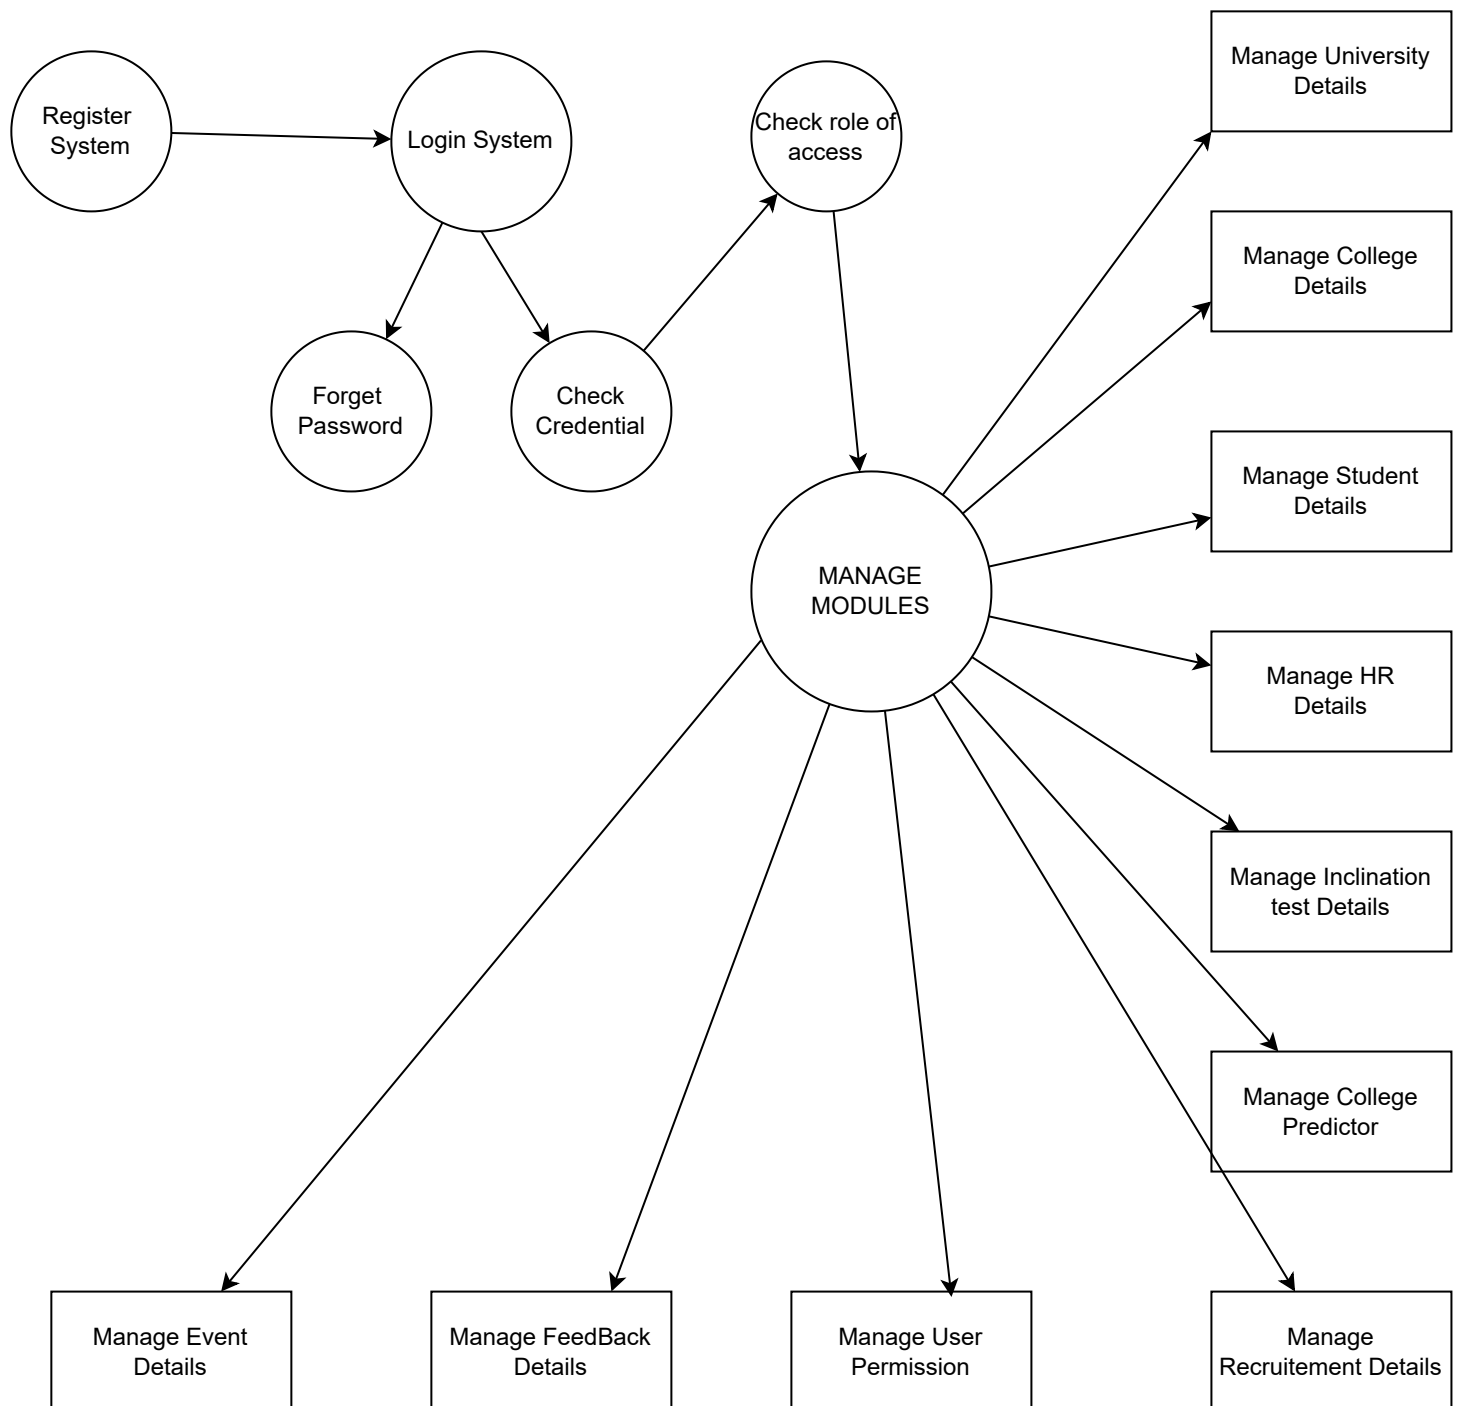 Register
System
Login System
Check role of
access
Manage University
Details
Manage College
Details
Forget
Password
Check
Credential
Manage Student
Details
MANAGE
MODULES
Manage HR
Details
Manage Inclination
test Details
Manage College
Predictor
Manage Event
Details
Manage FeedBack
Details
Manage User
Permission
Manage
Recruitement Details